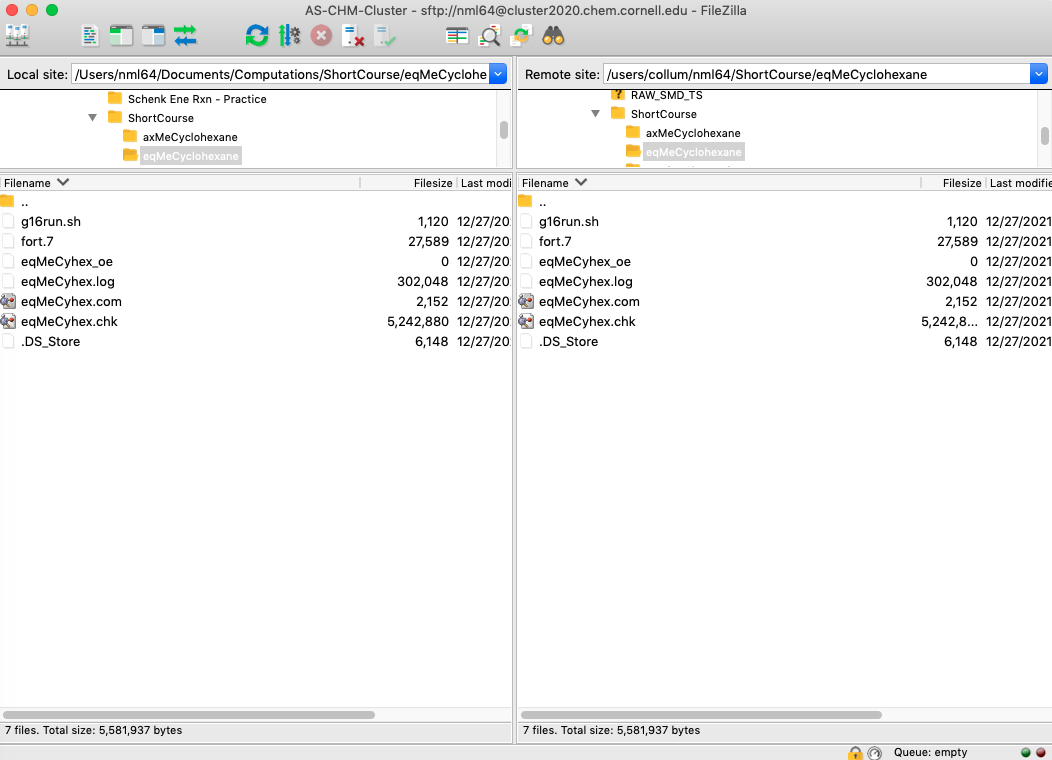 AS-CHM-Cluster - sftp://nml64@cluster2020.chem.cornell.edu - FileZilla
Local site: /Users/nml64/Documents/Computations/ShortCourse/eqMeCyclohe
Schenk Ene Rxn - Practice
ShortCourse
axMeCyclohexane
eqMeCyclohexane
Filename Filesize Last modi
..
g16run.sh 1,120 12/27/20
fort.7 27,589 12/27/20
eqMeCyhex_oe 0 12/27/20
eqMeCyhex.log 302,048 12/27/20
eqMeCyhex.com 2,152 12/27/20
eqMeCyhex.chk 5,242,880 12/27/20
.DS_Store 6,148 12/27/20
7 files. Total size: 5,581,937 bytes
Remote site: /users/collum/nml64/ShortCourse/eqMeCyclohexane
RAW_SMD_TS
ShortCourse
axMeCyclohexane
eqMeCyclohexane
Filename Filesize Last modifie
..
g16run.sh 1,120 12/27/2021
fort.7 27,589 12/27/2021
eqMeCyhex_oe 0 12/27/2021
eqMeCyhex.log 302,048 12/27/2021
eqMeCyhex.com 2,152 12/27/2021
eqMeCyhex.chk 5,242,8... 12/27/2021
.DS_Store 6,148 12/27/2021
7 files. Total size: 5,581,937 bytes
Queue: empty